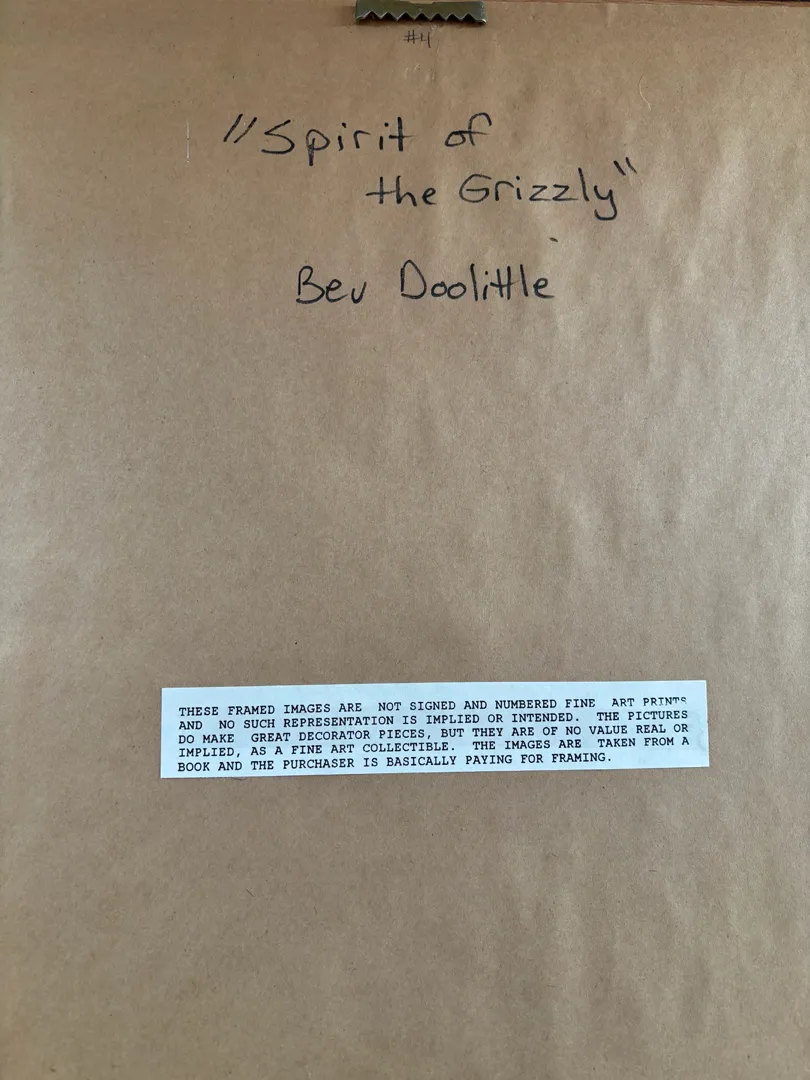 #4
"Spirit of
the Grizzly"
Bev Doolittle
THESE FRAMED IMAGES ARE NOT SIGNED AND NUMBERED FINE ART PRINTS
AND NO SUCH REPRESENTATION IS IMPLIED OR INTENDED. THE PICTURES
DO MAKE GREAT DECORATOR PIECES, BUT THEY ARE OF NO VALUE REAL OR
IMPLIED, AS A FINE ART COLLECTIBLE. THE IMAGES ARE TAKEN FROM A
BOOK AND THE PURCHASER IS BASICALLY PAYING FOR FRAMING.